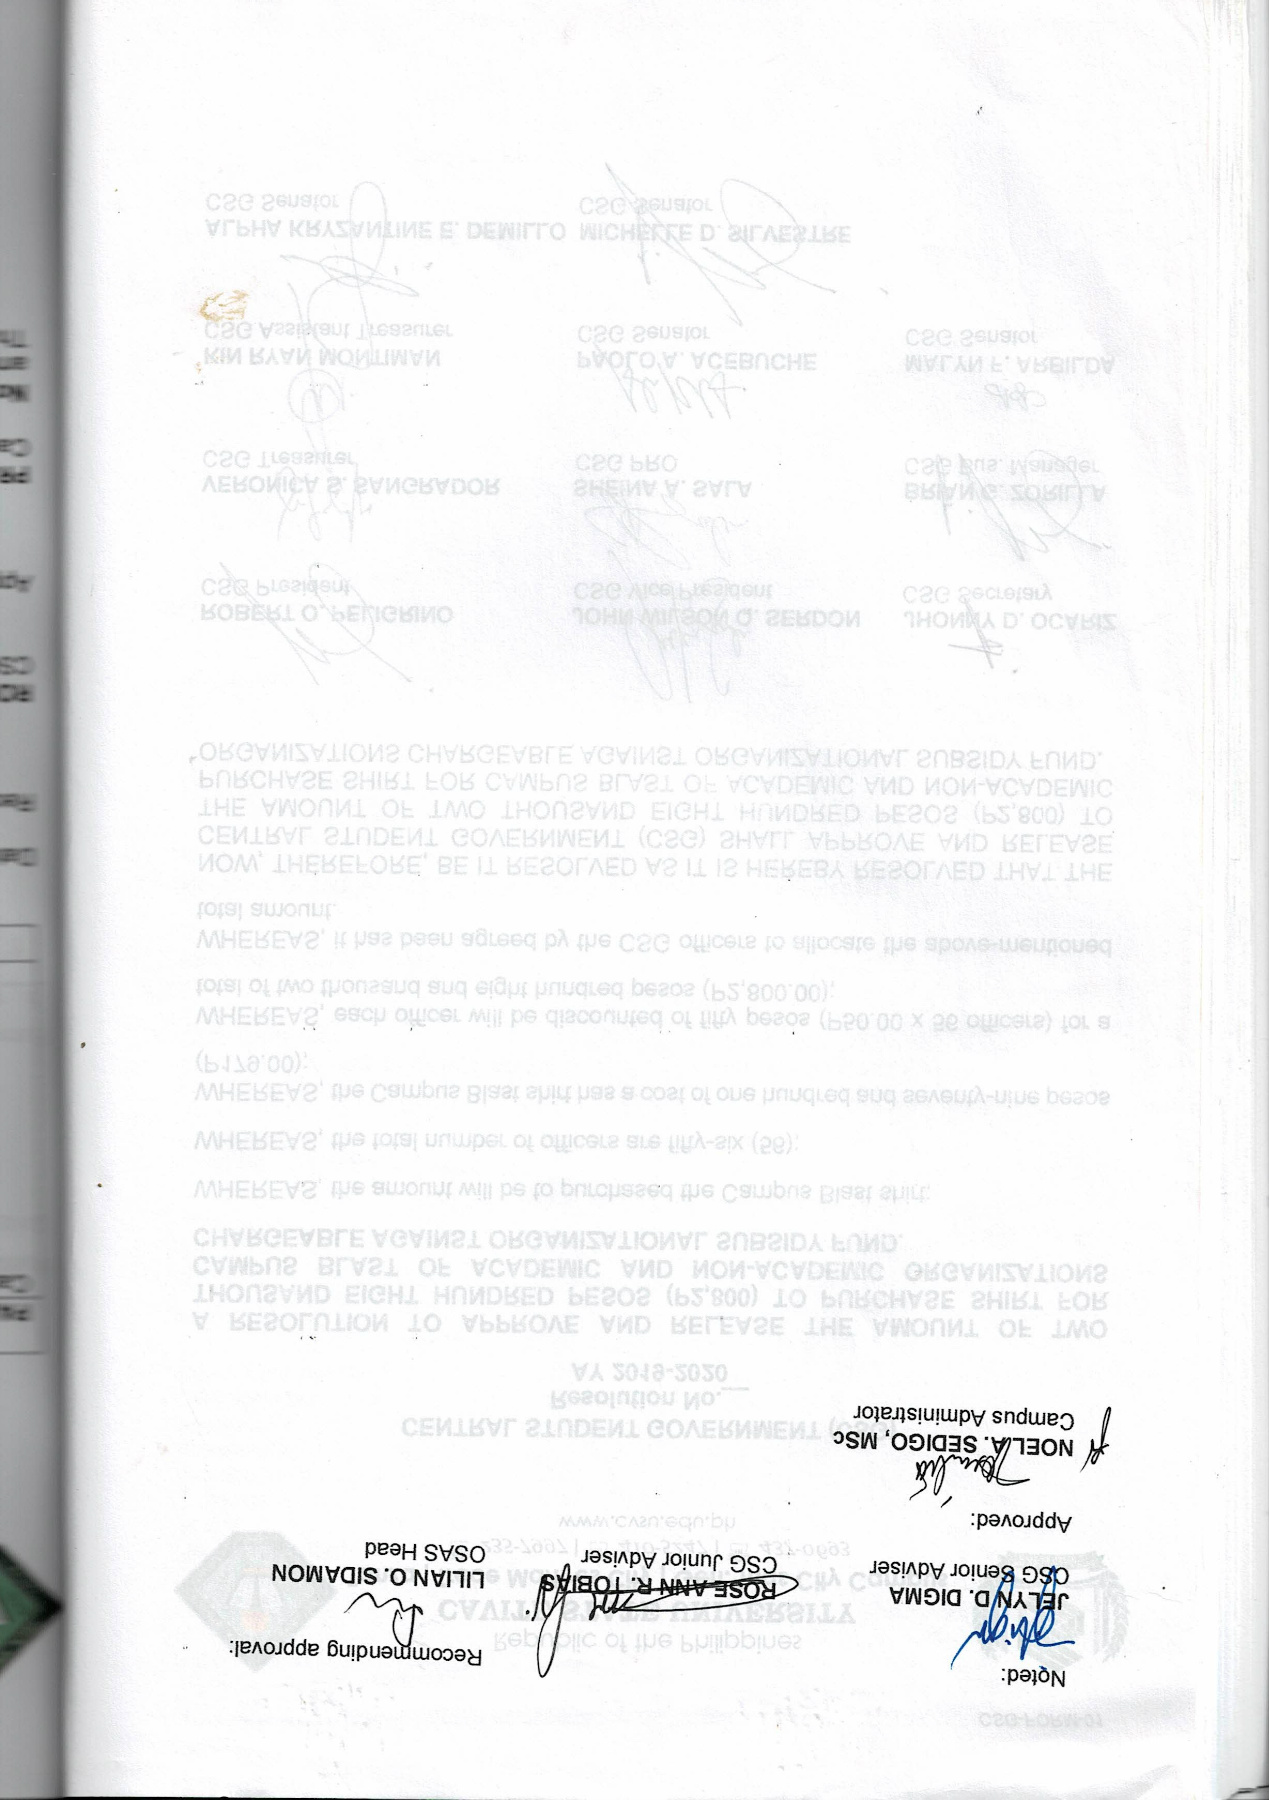 Noted:
Recommending approval:
JELYN D. DIGMA
ROSE ANN R. TOBIAS
LILIAN O. SIDAMON
CSG Senior Adviser
CSG Junior Adviser
OSAS Head
Approved:
NOEL A. SEDIGO, MSc
Campus Administrator
CSG-FORM-01
Republic of the Philippines
CAVITE STATE UNIVERSITY
City Campus
www.cvsu.edu.ph
CENTRAL STUDENT GOVERNMENT
Resolution No.__
AY 2019-2020
A RESOLUTION TO APPROVE AND RELEASE THE AMOUNT OF TWO
THOUSAND EIGHT HUNDRED PESOS (P2,800) TO PURCHASE SHIRT FOR
CAMPUS BLAST OF ACADEMIC AND NON-ACADEMIC ORGANIZATIONS
CHARGEABLE AGAINST ORGANIZATIONAL SUBSIDY FUND.
WHEREAS, the amount will be to purchased the Campus Blast shirt;
WHEREAS, the total number of officers are fifty-six (56);
WHEREAS, the Campus Blast shirt has a cost of one hundred and seventy-nine pesos
(P179.00);
WHEREAS, each officer will be discounted of fifty pesos (P50.00 x 56 officers) for a
total of two thousand and eight hundred pesos (P2,800.00);
WHEREAS, it has been agreed by the CSG officers to allocate the above-mentioned
total amount.
NOW, THEREFORE, BE IT RESOLVED AS IT IS HEREBY RESOLVED THAT THE
CENTRAL STUDENT GOVERNMENT (CSG) SHALL APPROVE AND RELEASE
THE AMOUNT OF TWO THOUSAND EIGHT HUNDRED PESOS (P2,800) TO
PURCHASE SHIRT FOR CAMPUS BLAST OF ACADEMIC AND NON-ACADEMIC
ORGANIZATIONS CHARGEABLE AGAINST ORGANIZATIONAL SUBSIDY FUND.
ROBERT O. PELIGRINO JOHN WILSON Q. SERDON JHONNY D. OCARIZ
CSG President CSG Vice President CSG Secretary
VERONICA S. SANGRADOR SHEINA A. SALA BRIAN G. ZORILLA
CSG Treasurer CSG PRO CSG Bus. Manager
KIN RYAN MONTIMAN PAOLO A. ACEBUCHE MALYN F. ARBILDA
CSG Assistant Treasurer CSG Senator CSG Senator
ALPHA KRYZANTINE E. DEMILLO MICHELLE D. SILVESTRE
CSG Senator CSG Senator